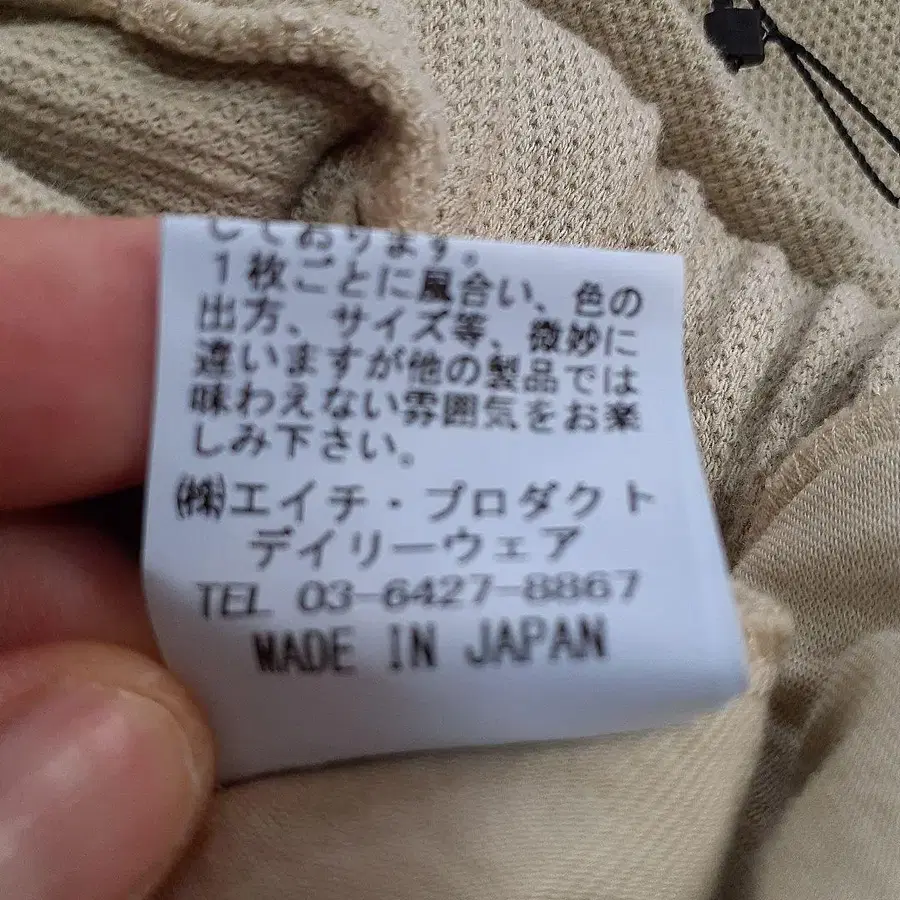 しております。
1枚ごとに風合い、色の
出方、サイズ等、微妙に
違いますが他の製品では
味わえない雰囲気をお楽
しみ下さい。
㈱エイチ・プロダクト
デイリーウェア
TEL 03-6427-8867
MADE IN JAPAN